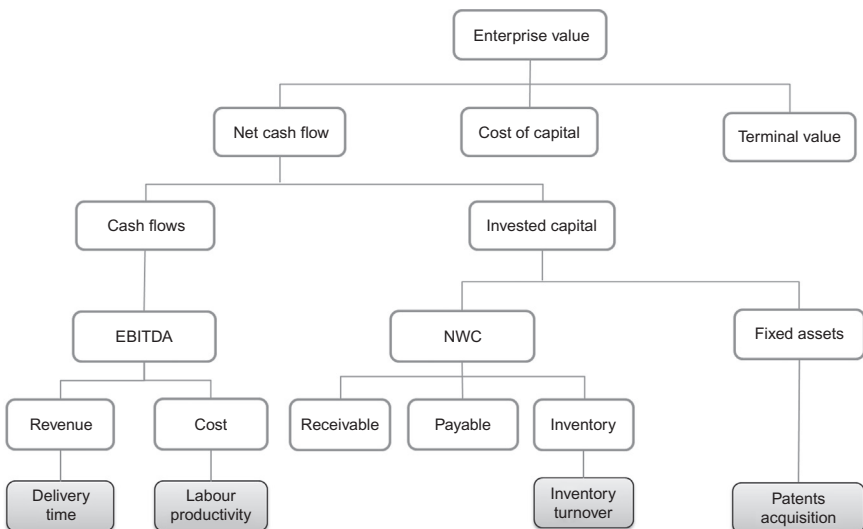 Enterprise value
Net cash flow
Cost of capital
Terminal value
Cash flows
Invested capital
EBITDA
NWC
Fixed assets
Revenue
Cost
Receivable
Payable
Inventory
Delivery
time
Labour
productivity
Inventory
turnover
Patents
acquisition